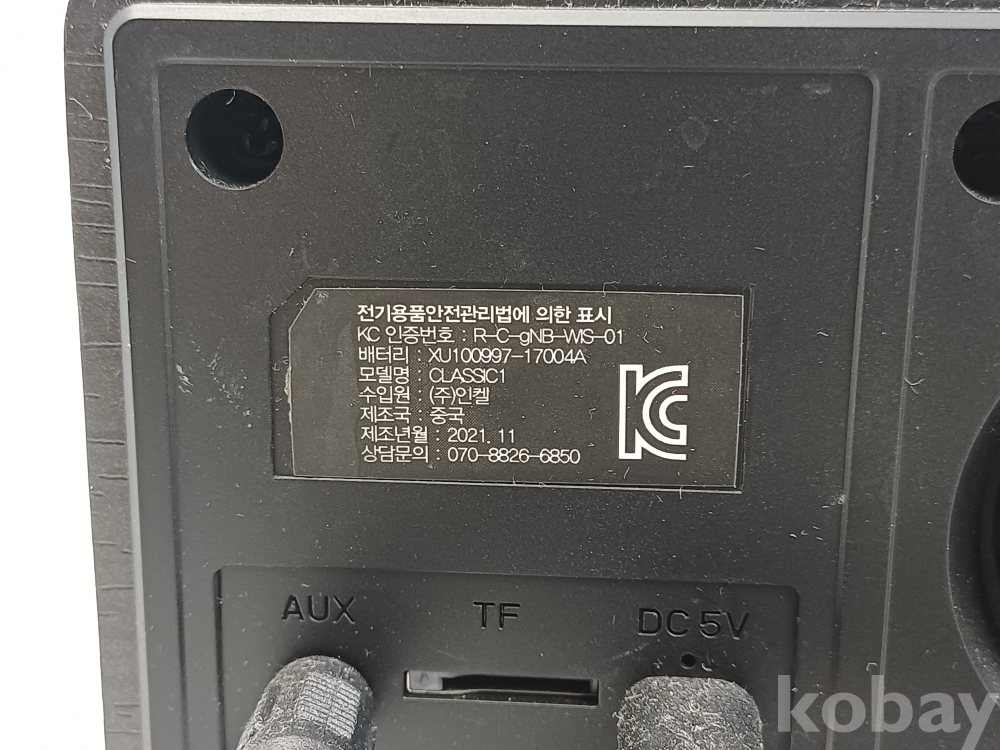 전기용품안전관리법에 의한 표시
KC 인증번호 : R-C-gNB-WIS-01
배터리 : XU100997-17004A
모델명 : CLASSIC1
수입원 : (주)인켈
제조국 : 중국
제조년월 : 2021. 11
상담문의 : 070-8826-6850
KC
AUX TF DC 5V
kobay